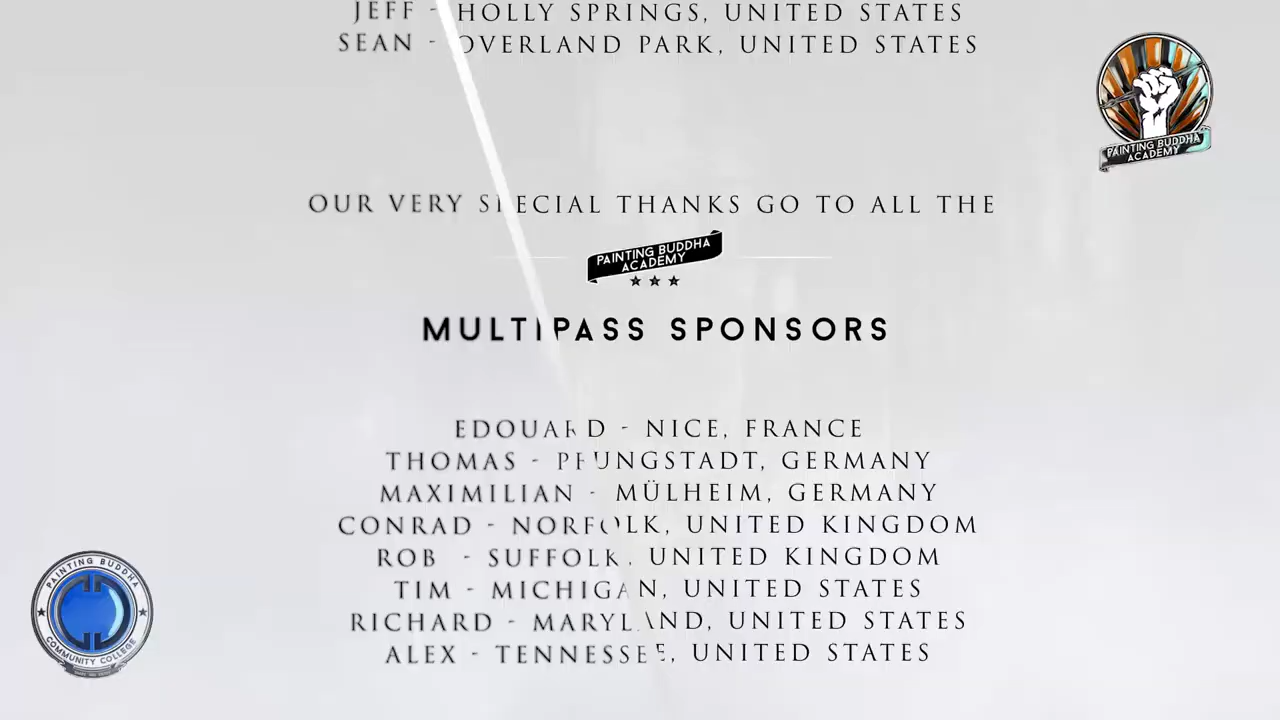 JEFF - HOLLY SPRINGS, UNITED STATES
SEAN - OVERLAND PARK, UNITED STATES
PAINTING BUDDHA
ACADEMY
OUR VERY SPECIAL THANKS GO TO ALL THE
PAINTING BUDDHA
ACADEMY
MULTIPASS SPONSORS
EDOUARD - NICE, FRANCE
THOMAS - PFUNGSTADT, GERMANY
MAXIMILIAN - MÜLHEIM, GERMANY
CONRAD - NORFOLK, UNITED KINGDOM
ROB - SUFFOLK, UNITED KINGDOM
TIM - MICHIGAN, UNITED STATES
RICHARD - MARYLAND, UNITED STATES
ALEX - TENNESSEE, UNITED STATES
PAINTING BUDDHA
COMMUNITY COLLEGE